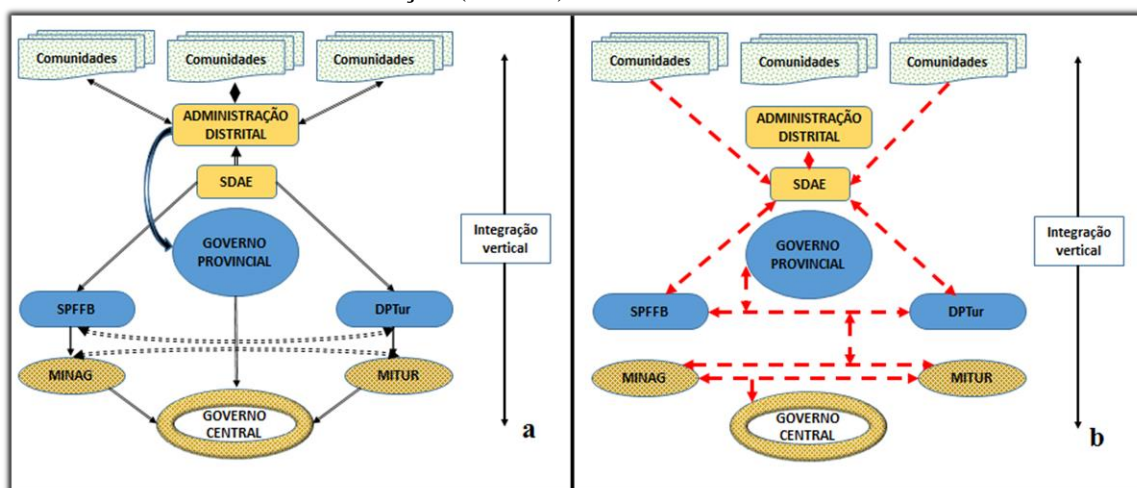 Comunidades
Comunidades
Comunidades
ADMINISTRAÇÃO
DISTRITAL
SDAE
GOVERNO
PROVINCIAL
Integração
vertical
SPFFB
DPTur
MINAG
MITUR
GOVERNO
CENTRAL
a
Comunidades
Comunidades
Comunidades
ADMINISTRAÇÃO
DISTRITAL
SDAE
GOVERNO
PROVINCIAL
Integração
vertical
SPFFB
DPTur
MINAG
MITUR
GOVERNO
CENTRAL
b